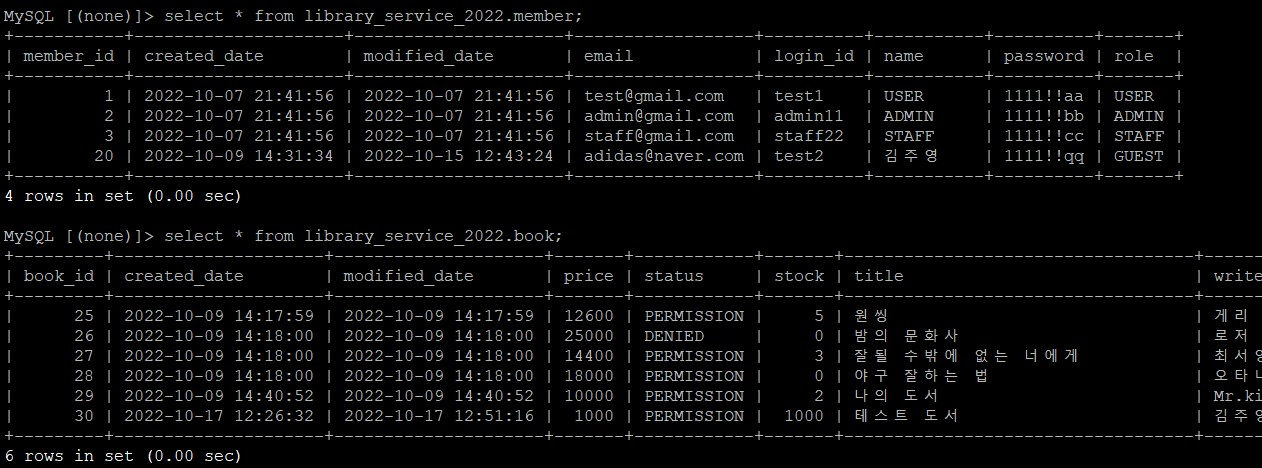 MySQL [(none)]> select * from library_service_2022.member;
+-----------+---------------------+---------------------+------------------+----------+----------+-----------+-------+
| member_id | created_date | modified_date | email | login_id | name | password | role |
+-----------+---------------------+---------------------+------------------+----------+----------+-----------+-------+
| 1 | 2022-10-07 21:41:56 | 2022-10-07 21:41:56 | test@gmail.com | test1 | USER | 1111!!aa | USER |
| 2 | 2022-10-07 21:41:56 | 2022-10-07 21:41:56 | admin@gmail.com | admin11 | ADMIN | 1111!!bb | ADMIN |
| 3 | 2022-10-07 21:41:56 | 2022-10-07 21:41:56 | staff@gmail.com | staff22 | STAFF | 1111!!cc | STAFF |
| 20 | 2022-10-09 14:31:34 | 2022-10-15 12:43:24 | adidas@naver.com | test2 | 김주영 | 1111!!qq | GUEST |
+-----------+---------------------+---------------------+------------------+----------+----------+-----------+-------+
4 rows in set (0.00 sec)
MySQL [(none)]> select * from library_service_2022.book;
+---------+---------------------+---------------------+-------+------------+-------+----------------------------------+------
| book_id | created_date | modified_date | price | status | stock | title | write
+---------+---------------------+---------------------+-------+------------+-------+----------------------------------+------
| 25 | 2022-10-09 14:17:59 | 2022-10-09 14:17:59 | 12600 | PERMISSION | 5 | 원씽 | 게리
| 26 | 2022-10-09 14:18:00 | 2022-10-09 14:18:00 | 25000 | DENIED | 0 | 밤의 문화사 | 로저
| 27 | 2022-10-09 14:18:00 | 2022-10-09 14:18:00 | 14400 | PERMISSION | 3 | 잘될 수밖에 없는 너에게 | 최서영
| 28 | 2022-10-09 14:18:00 | 2022-10-09 14:18:00 | 18000 | PERMISSION | 0 | 야구 잘하는 법 | 오타니
| 29 | 2022-10-09 14:40:52 | 2022-10-09 14:40:52 | 10000 | PERMISSION | 2 | 나의 도서 | Mr.ki
| 30 | 2022-10-17 12:26:32 | 2022-10-17 12:51:16 | 1000 | PERMISSION | 1000 | 테스트 도서 | 김주영
+---------+---------------------+---------------------+-------+------------+-------+----------------------------------+------
6 rows in set (0.00 sec)